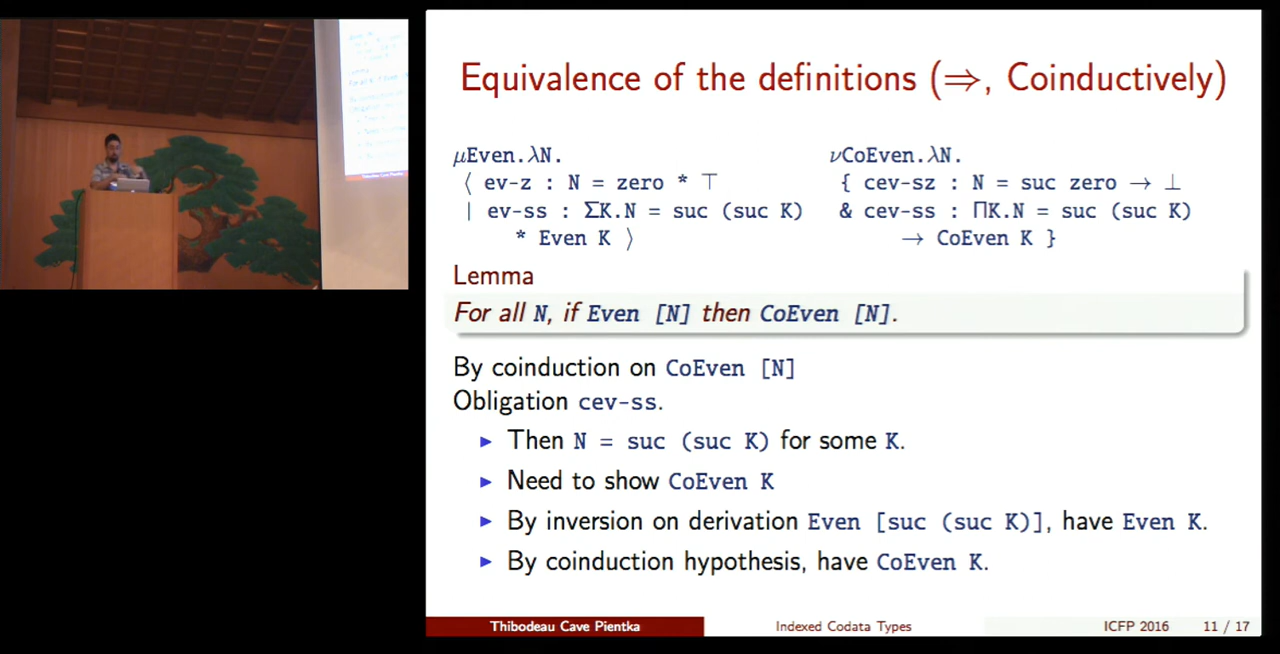 Equivalence of the definitions (⇒, Coinductively)
μEven.λN.
⟨ ev-z : N = zero * ⊤
| ev-ss : ΣK.N = suc (suc K)
* Even K ⟩
νCoEven.λN.
{ cev-sz : N = suc zero → ⊥
& cev-ss : ΠK.N = suc (suc K)
→ CoEven K }
Lemma
For all N, if Even [N] then CoEven [N].
By coinduction on CoEven [N]
Obligation cev-ss.
▶ Then N = suc (suc K) for some K.
▶ Need to show CoEven K
▶ By inversion on derivation Even [suc (suc K)], have Even K.
▶ By coinduction hypothesis, have CoEven K.
Thibodeau Cave Pientka
Indexed Codata Types
ICFP 2016
11 / 17